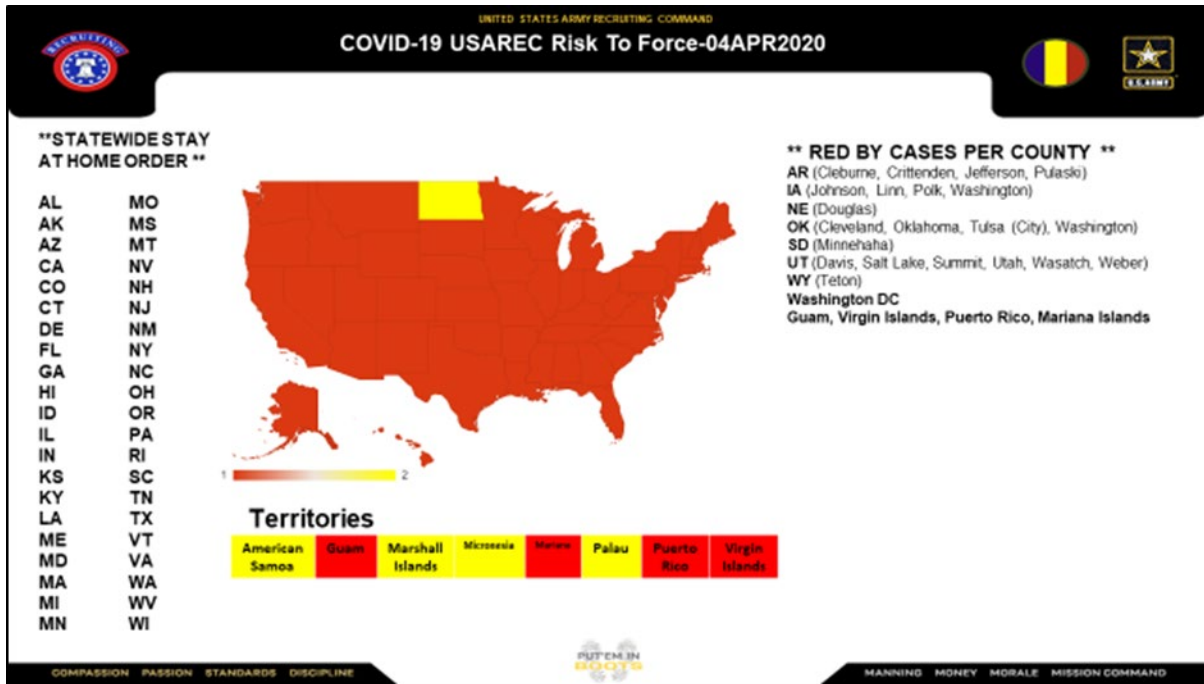 UNITED STATES ARMY RECRUITING COMMAND
COVID-19 USAREC Risk To Force-04APR2020
RECRUITING
U.S.ARMY
**STATEWIDE STAY
AT HOME ORDER **
AL MO
AK MS
AZ MT
CA NV
CO NH
CT NJ
DE NM
FL NY
GA NC
HI OH
ID OR
IL PA
IN RI
KS SC
KY TN
LA TX
ME VT
MD VA
MA WA
MI WV
MN WI
1 2
** RED BY CASES PER COUNTY **
AR (Cleburne, Crittenden, Jefferson, Pulaski)
IA (Johnson, Linn, Polk, Washington)
NE (Douglas)
OK (Cleveland, Oklahoma, Tulsa (City), Washington)
SD (Minnehaha)
UT (Davis, Salt Lake, Summit, Utah, Wasatch, Weber)
WY (Teton)
Washington DC
Guam, Virgin Islands, Puerto Rico, Mariana Islands
Territories
American
Samoa
Guam
Marshall
Islands
Micronesia
Palau
Puerto
Rico
Virgin
Islands
COMPASSION PASSION STANDARDS DISCIPLINE
PUT'EM IN
BOOTS
MANNING MONEY MORALE MISSION COMMAND